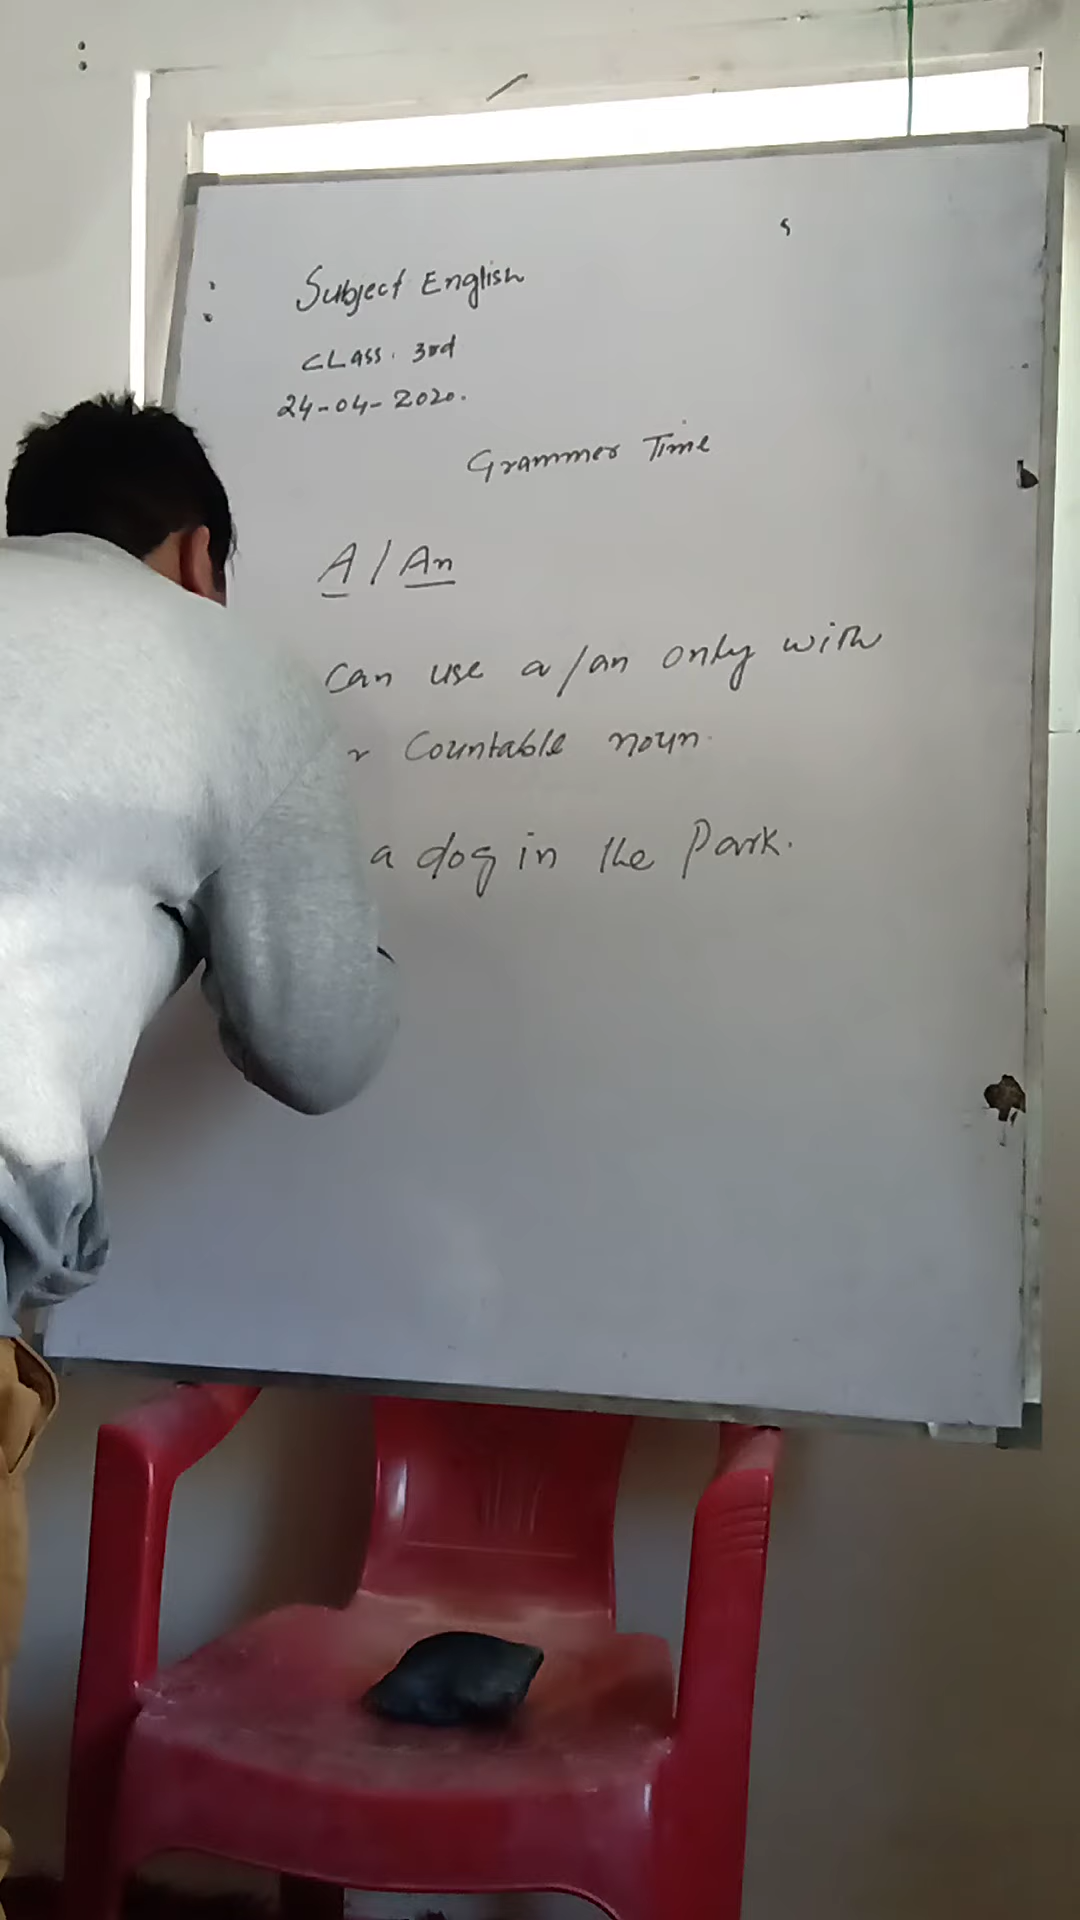 Subject English
CLass. 3rd
24-04-2020.
Grammer Time
A / An
can use a/an only with
r Countable noun.
a dog in the Park.